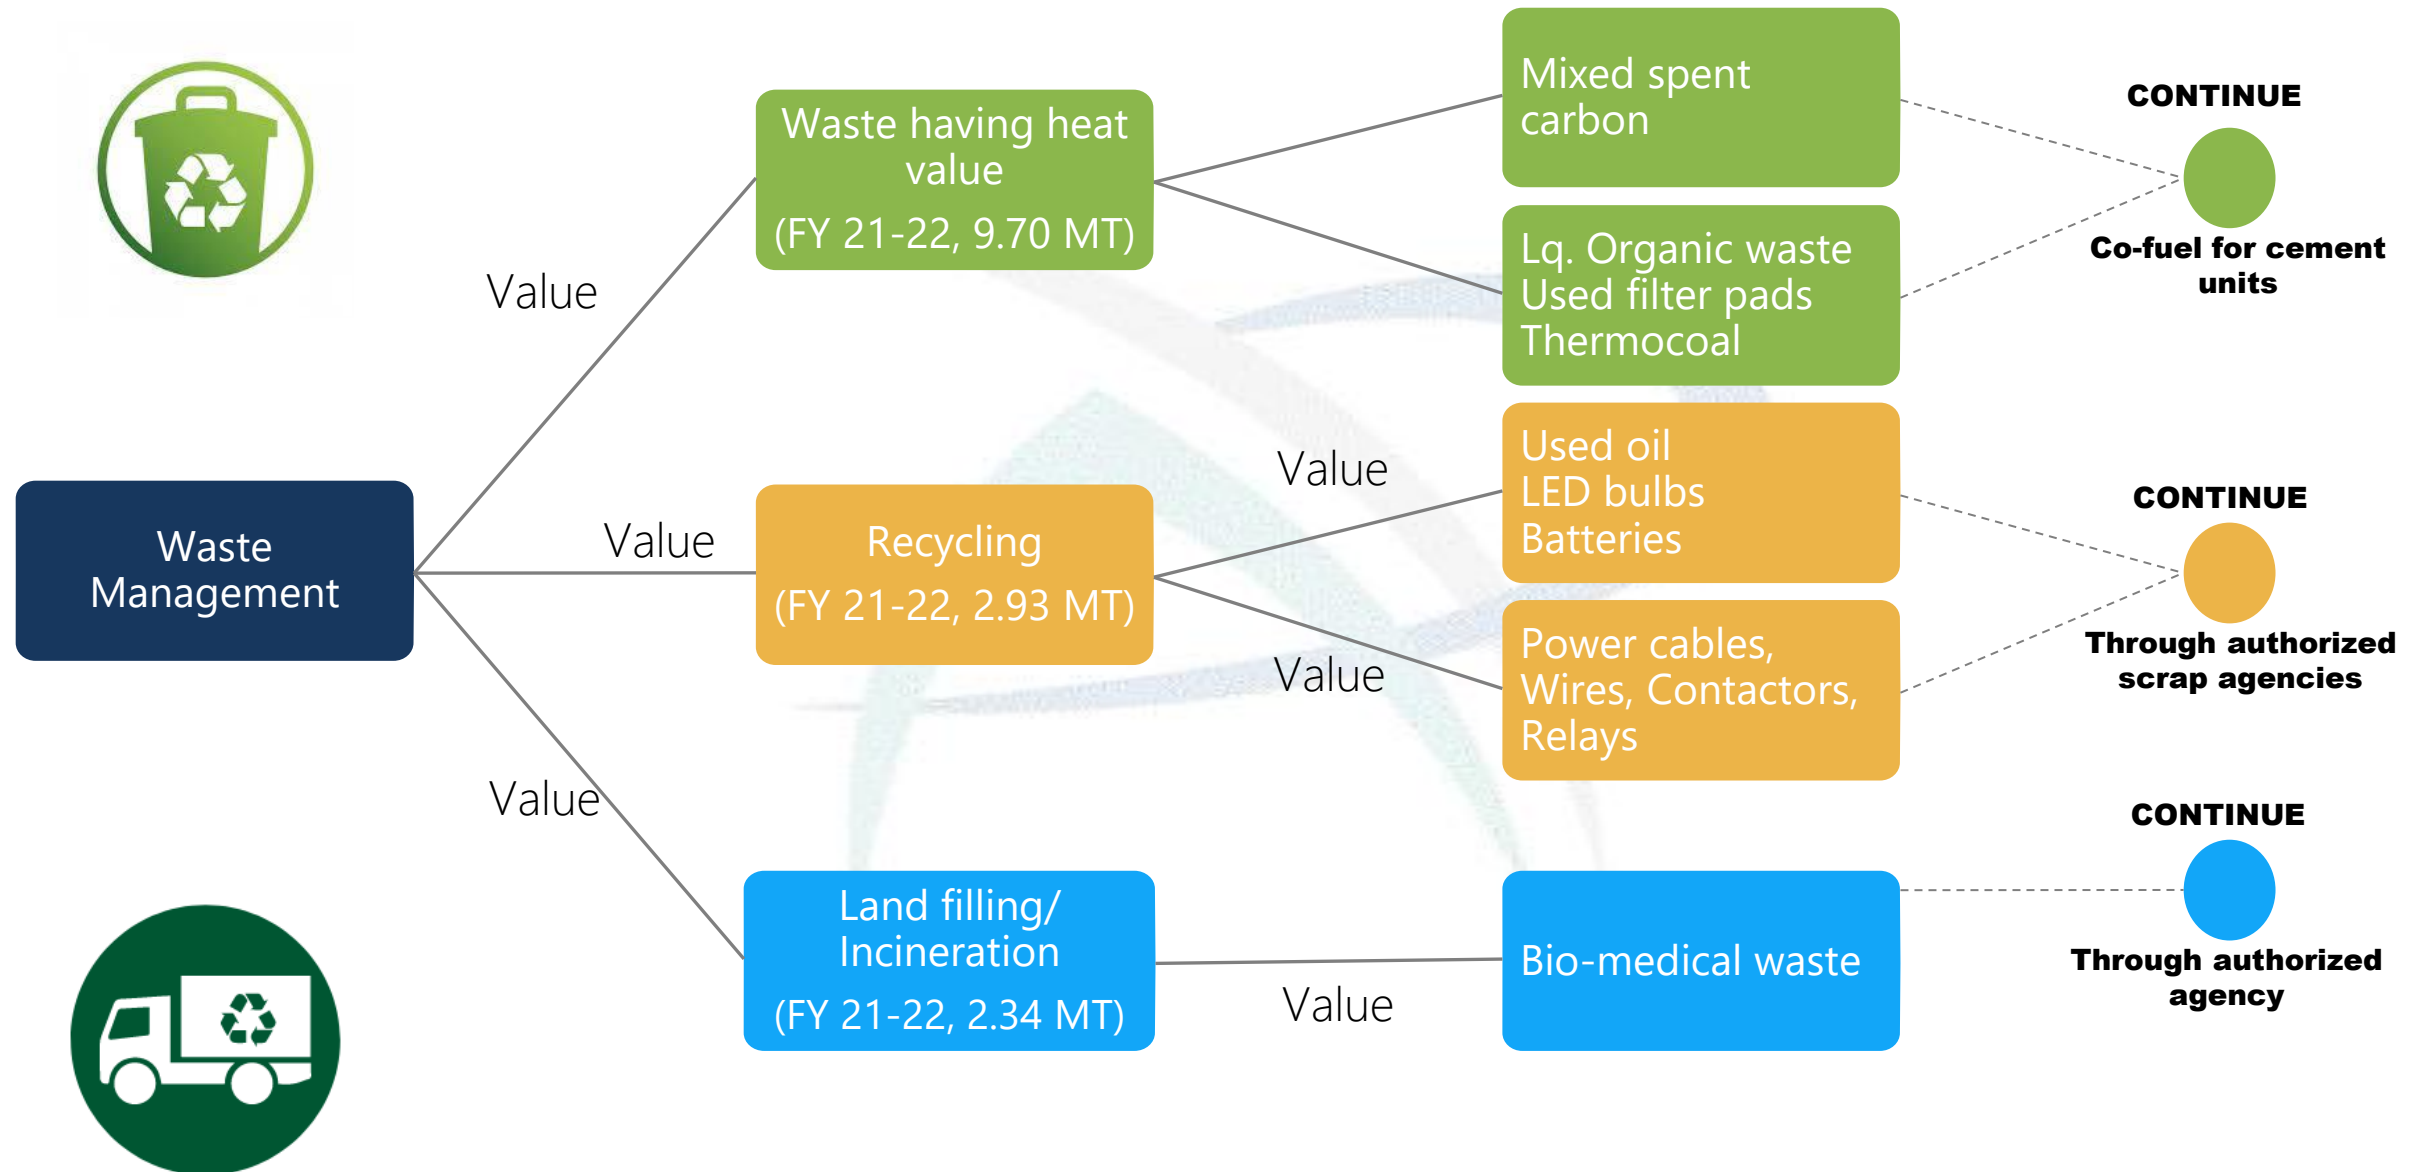 Waste
Management
Value
Value
Value
Waste having heat
value
(FY 21-22, 9.70 MT)
Mixed spent
carbon
Lq. Organic waste
Used filter pads
Thermocoal
CONTINUE
Co-fuel for cement
units
Recycling
(FY 21-22, 2.93 MT)
Value
Value
Used oil
LED bulbs
Batteries
Power cables,
Wires, Contactors,
Relays
CONTINUE
Through authorized
scrap agencies
Land filling/
Incineration
(FY 21-22, 2.34 MT)
Value
Bio-medical waste
CONTINUE
Through authorized
agency